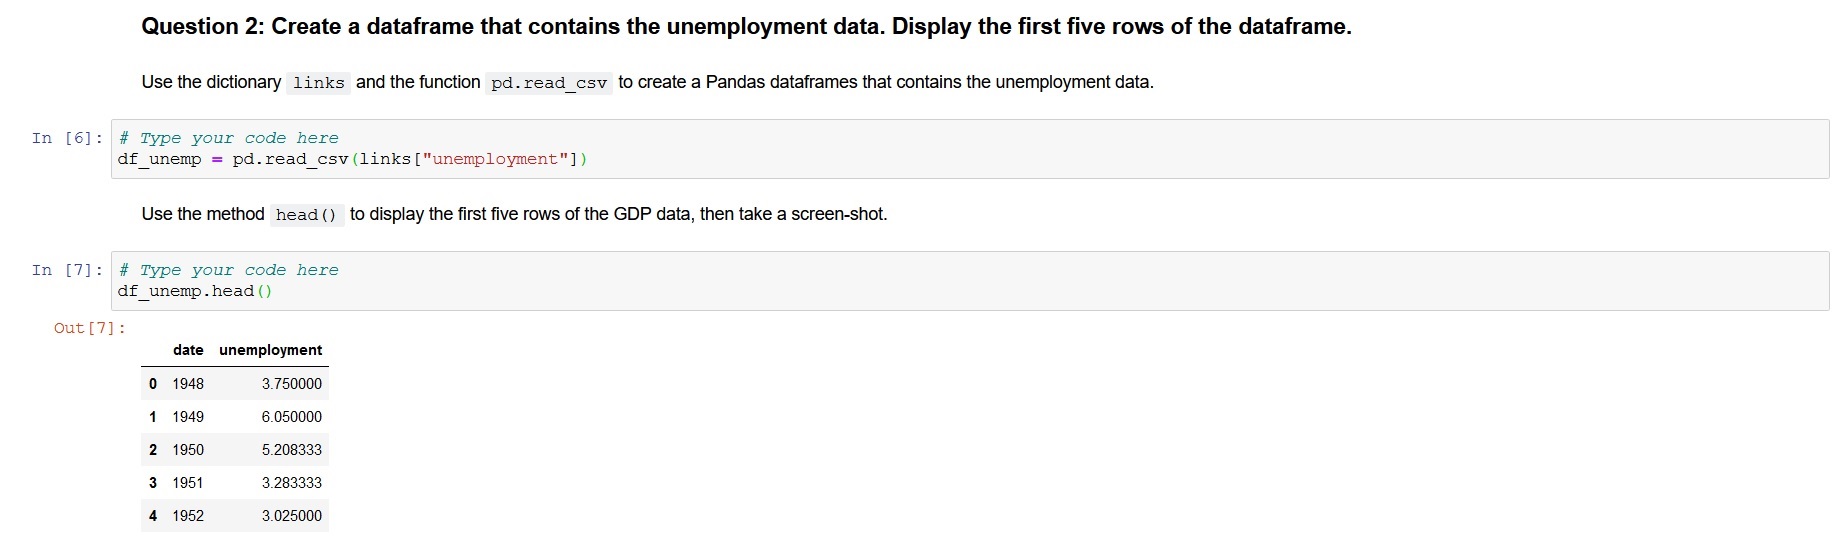 Question 2: Create a dataframe that contains the unemployment data. Display the first five rows of the dataframe.
Use the dictionary links and the function pd.read_csv to create a Pandas dataframes that contains the unemployment data.
In [6]: # Type your code here
df_unemp = pd.read_csv(links["unemployment"])
Use the method head() to display the first five rows of the GDP data, then take a screen-shot.
In [7]: # Type your code here
df_unemp.head()
Out[7]:
date unemployment
0 1948 3.750000
1 1949 6.050000
2 1950 5.208333
3 1951 3.283333
4 1952 3.025000